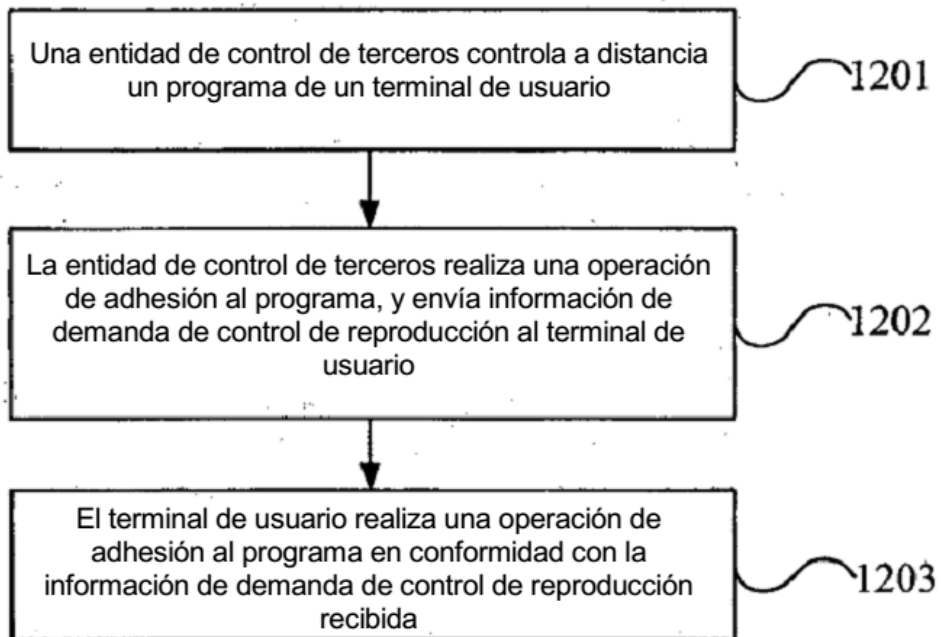 Una entidad de control de terceros controla a distancia
un programa de un terminal de usuario
1201
La entidad de control de terceros realiza una operación
de adhesión al programa, y envía información de
demanda de control de reproducción al terminal de
usuario
1202
El terminal de usuario realiza una operación de
adhesión al programa en conformidad con la
información de demanda de control de reproducción
recibida
1203